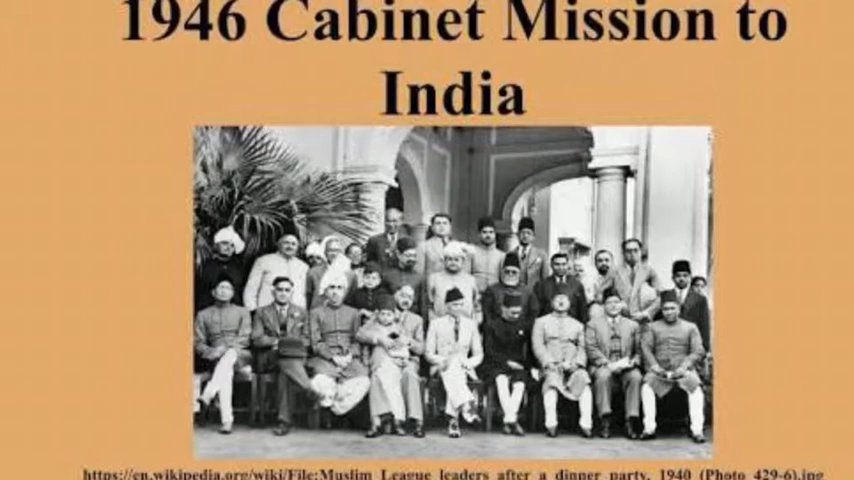 1946 Cabinet Mission to
India
https://en.wikipedia.org/wiki/File:Muslim_League_leaders_after_a_dinner_party,_1940_(Photo_429-6).jpg